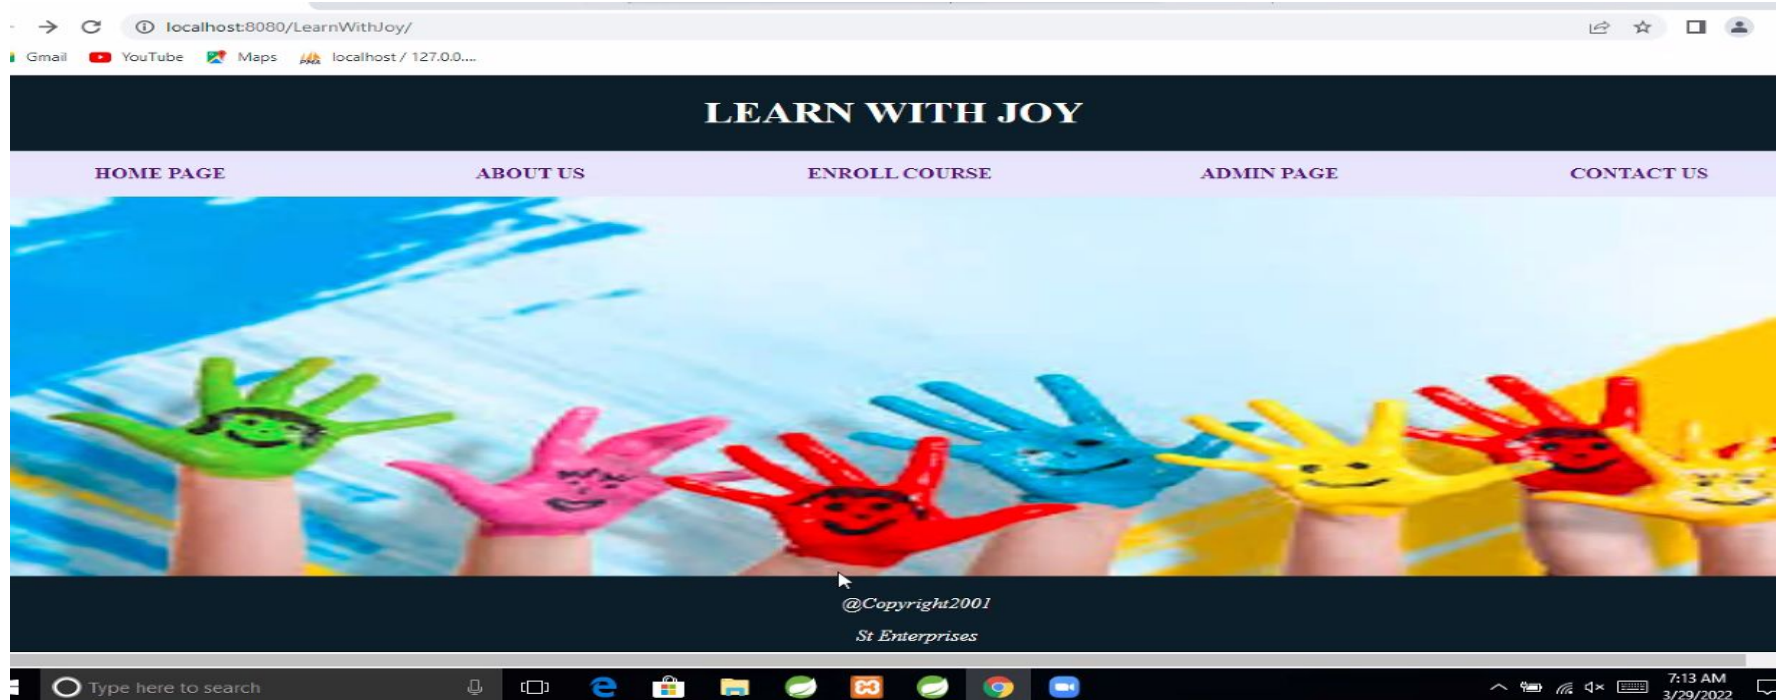 localhost:8080/LearnWithJoy/
Gmail YouTube Maps localhost / 127.0.0....
LEARN WITH JOY
HOME PAGE ABOUT US ENROLL COURSE ADMIN PAGE CONTACT US
@Copyright2001
St Enterprises
Type here to search
7:13 AM
3/29/2022